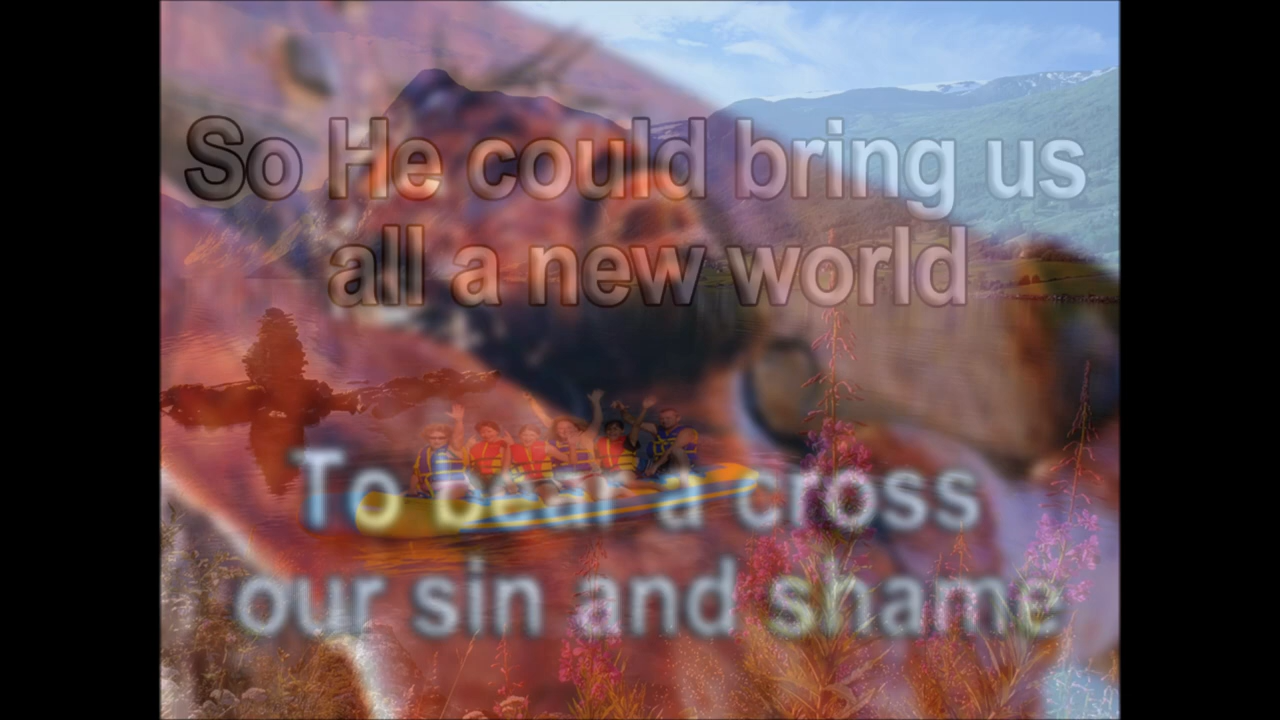 So He could bring us
all a new world
To bear a cross
our sin and shame